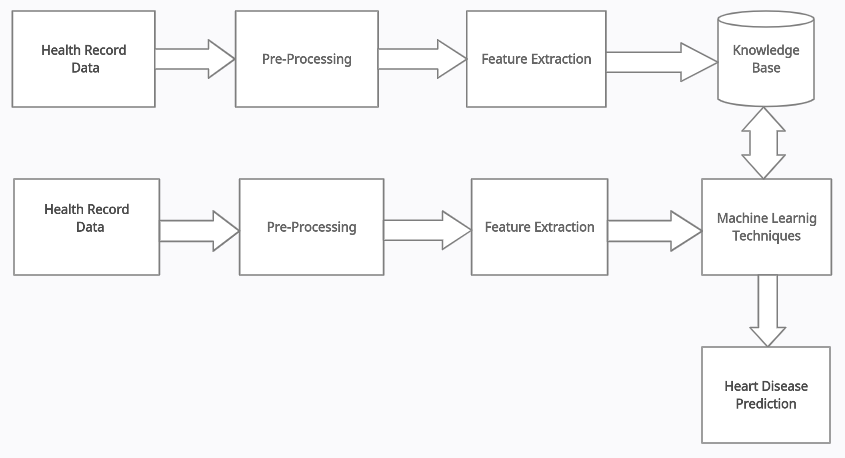 Health Record
Data
Pre-Processing
Feature Extraction
Knowledge
Base
Health Record
Data
Pre-Processing
Feature Extraction
Machine Learnig
Techniques
Heart Disease
Prediction